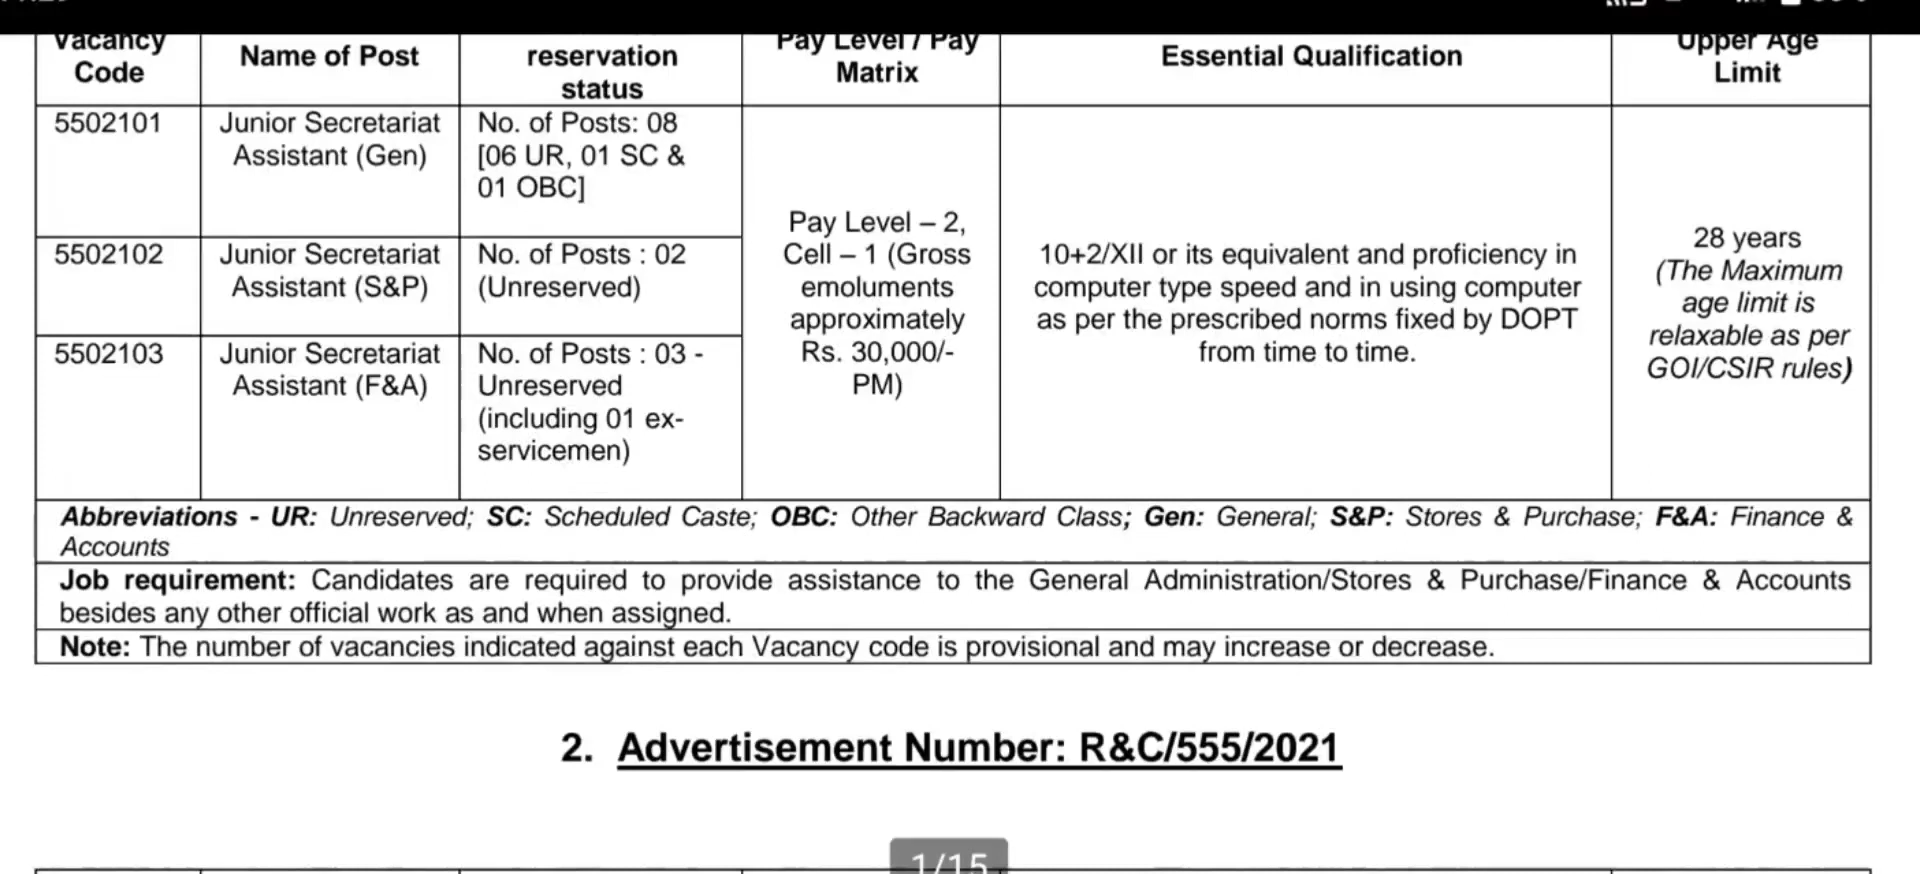 Vacancy
Code
Name of Post
reservation
status
Pay Level / Pay
Matrix
Essential Qualification
Upper Age
Limit
5502101
Junior Secretariat
Assistant (Gen)
No. of Posts: 08
[06 UR, 01 SC &
01 OBC]
5502102
Junior Secretariat
Assistant (S&P)
No. of Posts : 02
(Unreserved)
5502103
Junior Secretariat
Assistant (F&A)
No. of Posts : 03 -
Unreserved
(including 01 ex-
servicemen)
Pay Level – 2,
Cell – 1 (Gross
emoluments
approximately
Rs. 30,000/-
PM)
10+2/XII or its equivalent and proficiency in
computer type speed and in using computer
as per the prescribed norms fixed by DOPT
from time to time.
28 years
(The Maximum
age limit is
relaxable as per
GOI/CSIR rules)
Abbreviations - UR: Unreserved; SC: Scheduled Caste; OBC: Other Backward Class; Gen: General; S&P: Stores & Purchase; F&A: Finance &
Accounts
Job requirement: Candidates are required to provide assistance to the General Administration/Stores & Purchase/Finance & Accounts
besides any other official work as and when assigned.
Note: The number of vacancies indicated against each Vacancy code is provisional and may increase or decrease.
2. Advertisement Number: R&C/555/2021
1/15